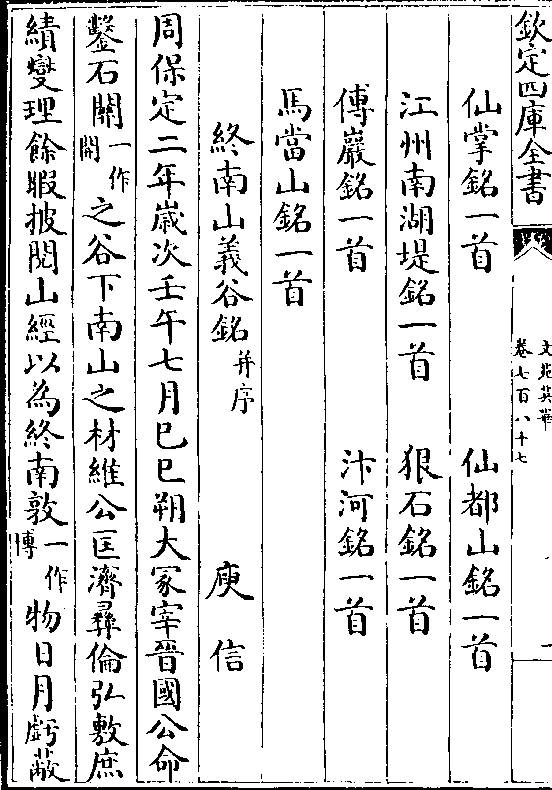 欽定四庫全書
文苑英華
卷七百八十七
一
仙掌銘一首 仙都山銘一首
江州南湖堤銘一首 狠石銘一首
傅巖銘一首 汴河銘一首
馬當山銘一首
終南山義谷銘并序 庾信
周保定二年歲次壬午七月巳巳朔大冢宰晉國公命
鑿石關一作開之谷下南山之材維公匡濟彛倫弘敷庶
績燮理餘暇披閱山經以為終南敦一作博物日月虧蔽